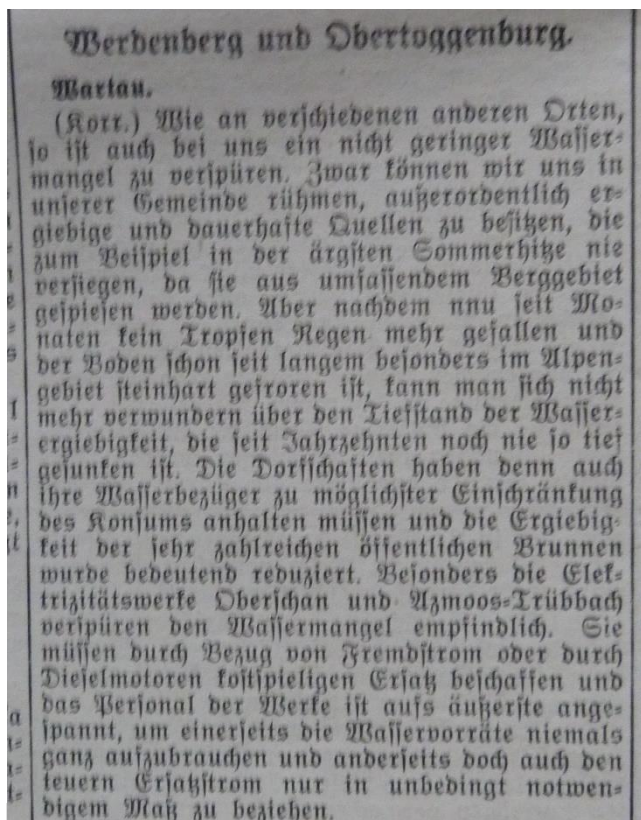 Werdenberg und Obertoggenburg.
Wartau.
(Korr.) Wie an verschiedenen anderen Orten,
so ist auch bei uns ein nicht geringer Wasser-
mangel zu verspüren. Zwar können wir uns in
unserer Gemeinde rühmen, außerordentlich er-
giebige und dauerhafte Quellen zu besitzen, die
zum Beispiel in der ärgsten Sommerhitze nie
versiegen, da sie aus umfassendem Berggebiet
gespiesen werden. Aber nachdem nnu seit Mo-
naten kein Tropfen Regen mehr gefallen und
der Boden schon seit langem besonders im Alpen-
gebiet steinhart gefroren ist, kann man sich nicht
mehr verwundern über den Tiefstand der Wasser-
ergiebigkeit, die seit Jahrzehnten noch nie so tief
gesunken ist. Die Dorfschaften haben denn auch
ihre Wasserbezüger zu möglichster Einschränkung
des Konsums anhalten müssen und die Ergiebig-
keit der sehr zahlreichen öffentlichen Brunnen
wurde bedeutend reduziert. Besonders die Elek-
trizitätswerke Oberschan und Azmoos-Trübbach
verspüren den Wassermangel empfindlich. Sie
müssen durch Bezug von Fremdstrom oder durch
Dieselmotoren kostspieligen Ersatz beschaffen und
das Personal der Werke ist aufs äußerste ange-
spannt, um einerseits die Wasservorräte niemals
ganz aufzubrauchen und anderseits doch auch den
teuern Ersatzstrom nur in unbedingt notwen-
digem Maß zu beziehen.